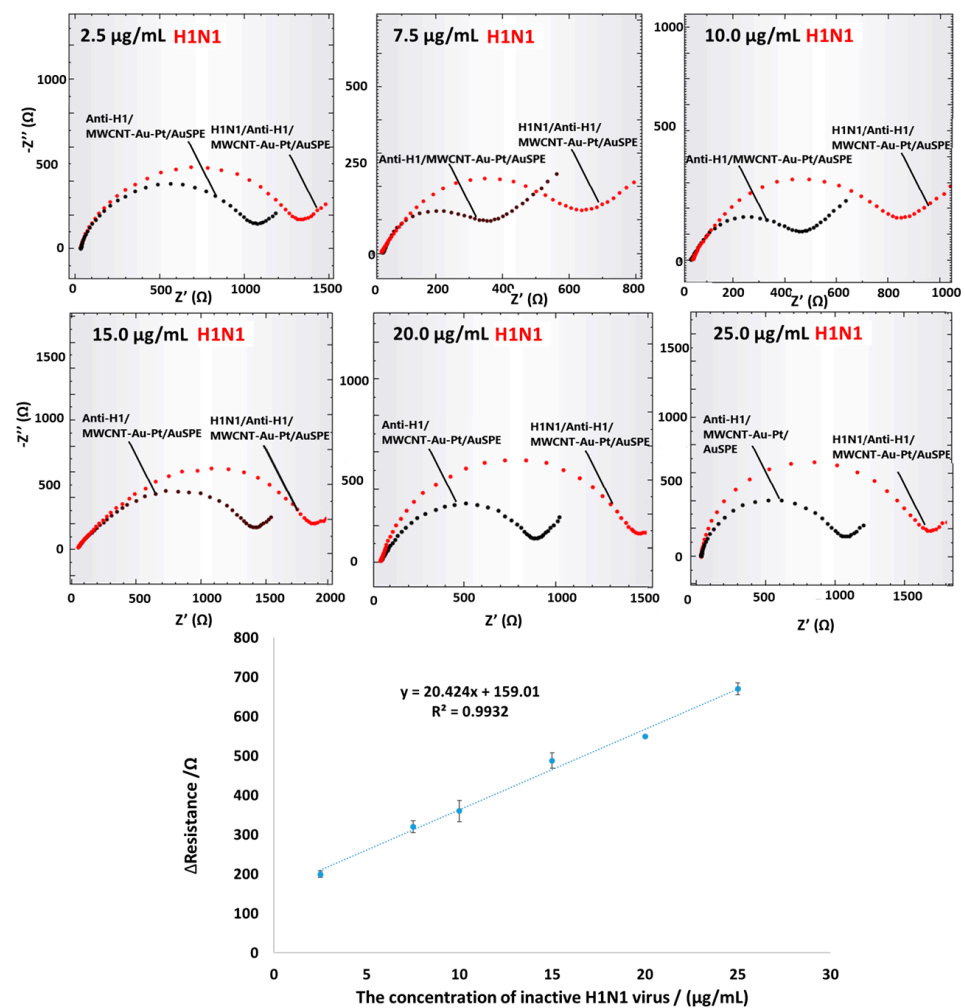 2.5 µg/mL H1N1
-Z'' (Ω)
1000
500
0
Anti-H1/
MWCNT-Au-Pt/AuSPE
H1N1/Anti-H1/
MWCNT-Au-Pt/AuSPE
0
500
1000
1500
Z' (Ω)
7.5 µg/mL H1N1
750
500
250
0
Anti-H1/MWCNT-Au-Pt/AuSPE
H1N1/Anti-H1/
MWCNT-Au-Pt/AuSPE
0
200
400
600
800
Z' (Ω)
10.0 µg/mL H1N1
1000
800
600
400
200
0
Anti-H1/MWCNT-Au-Pt/AuSPE
H1N1/Anti-H1/
MWCNT-Au-Pt/AuSPE
0
200
400
600
800
1000
Z' (Ω)
15.0 µg/mL H1N1
-Z'' (Ω)
1500
1000
500
0
Anti-H1/
MWCNT-Au-Pt/AuSPE
H1N1/Anti-H1/
MWCNT-Au-Pt/AuSPE
0
500
1000
1500
2000
Z' (Ω)
20.0 µg/mL H1N1
1000
500
0
Anti-H1/
MWCNT-Au-Pt/AuSPE
H1N1/Anti-H1/
MWCNT-Au-Pt/AuSPE
0
500
1000
1500
Z' (Ω)
25.0 µg/mL H1N1
1500
1000
500
0
Anti-H1/
MWCNT-Au-Pt/
AuSPE
H1N1/Anti-H1/
MWCNT-Au-Pt/AuSPE
0
500
1000
1500
Z' (Ω)
800
700
600
500
400
300
200
100
0
ΔResistance /Ω
y = 20.424x + 159.01
R² = 0.9932
0
5
10
15
20
25
30
The concentration of inactive H1N1 virus / (µg/mL)